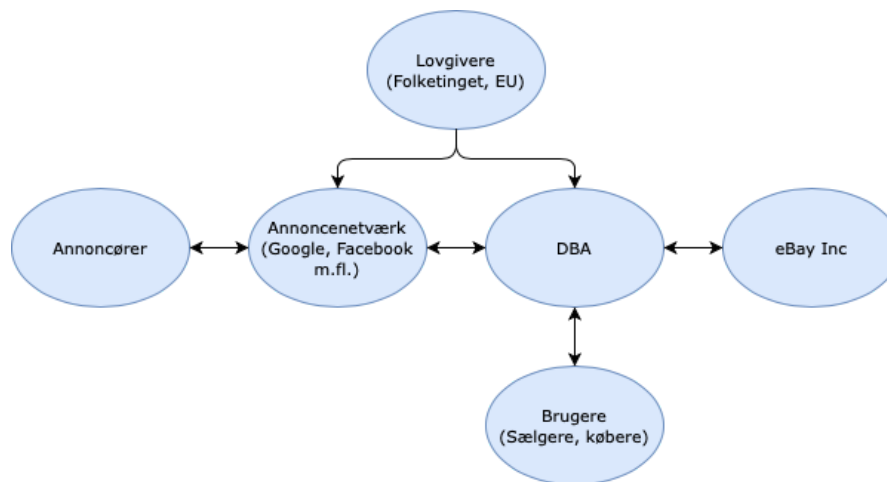 Lovgivere
(Folketinget, EU)
Annoncører
Annoncenetværk
(Google, Facebook
m.fl.)
DBA
eBay Inc
Brugere
(Sælgere, købere)